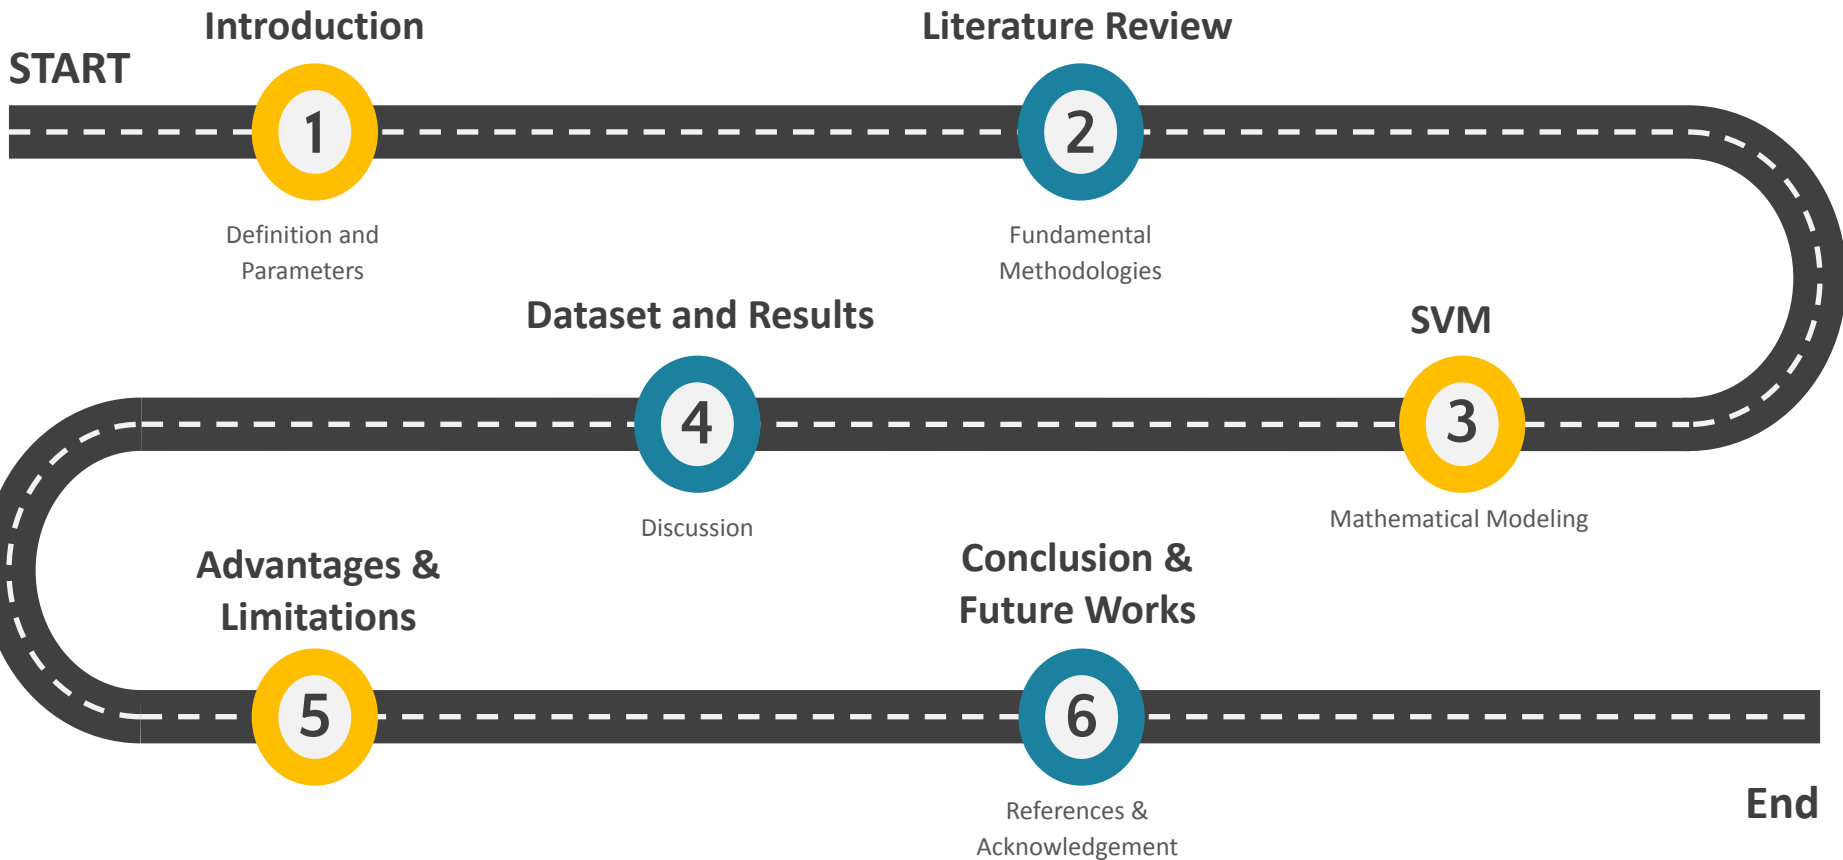 START
Introduction
1
Definition and
Parameters
Literature Review
2
Fundamental
Methodologies
SVM
3
Mathematical Modeling
Dataset and Results
4
Discussion
Advantages &
Limitations
5
Conclusion &
Future Works
6
References &
Acknowledgement
End